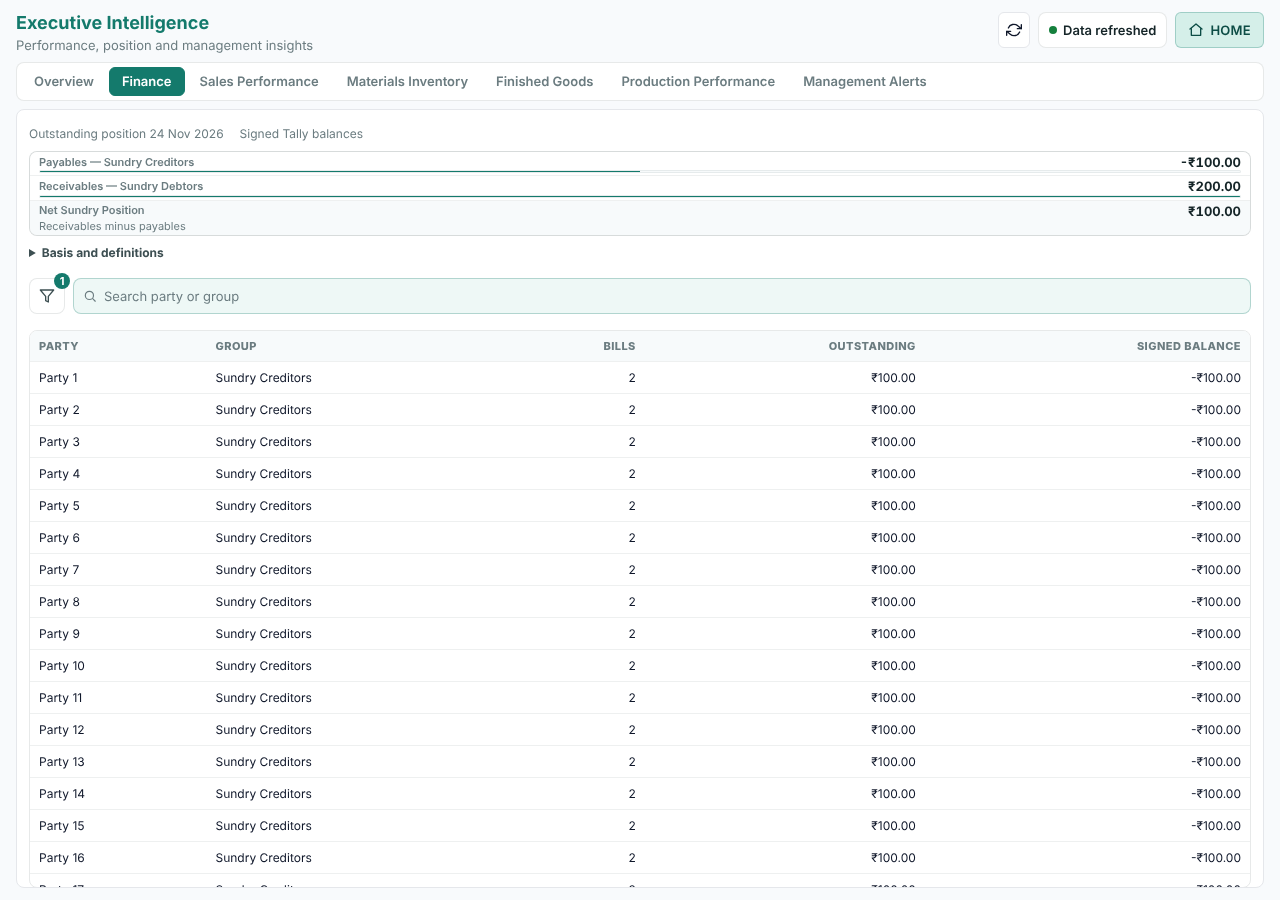 Executive Intelligence
Performance, position and management insights
Data refreshed
HOME
Overview Finance Sales Performance Materials Inventory Finished Goods Production Performance Management Alerts
Outstanding position 24 Nov 2026 Signed Tally balances
Payables — Sundry Creditors -₹100.00
Receivables — Sundry Debtors ₹200.00
Net Sundry Position ₹100.00
Receivables minus payables
Basis and definitions
1
Search party or group
PARTY GROUP BILLS OUTSTANDING SIGNED BALANCE
Party 1 Sundry Creditors 2 ₹100.00 -₹100.00
Party 2 Sundry Creditors 2 ₹100.00 -₹100.00
Party 3 Sundry Creditors 2 ₹100.00 -₹100.00
Party 4 Sundry Creditors 2 ₹100.00 -₹100.00
Party 5 Sundry Creditors 2 ₹100.00 -₹100.00
Party 6 Sundry Creditors 2 ₹100.00 -₹100.00
Party 7 Sundry Creditors 2 ₹100.00 -₹100.00
Party 8 Sundry Creditors 2 ₹100.00 -₹100.00
Party 9 Sundry Creditors 2 ₹100.00 -₹100.00
Party 10 Sundry Creditors 2 ₹100.00 -₹100.00
Party 11 Sundry Creditors 2 ₹100.00 -₹100.00
Party 12 Sundry Creditors 2 ₹100.00 -₹100.00
Party 13 Sundry Creditors 2 ₹100.00 -₹100.00
Party 14 Sundry Creditors 2 ₹100.00 -₹100.00
Party 15 Sundry Creditors 2 ₹100.00 -₹100.00
Party 16 Sundry Creditors 2 ₹100.00 -₹100.00